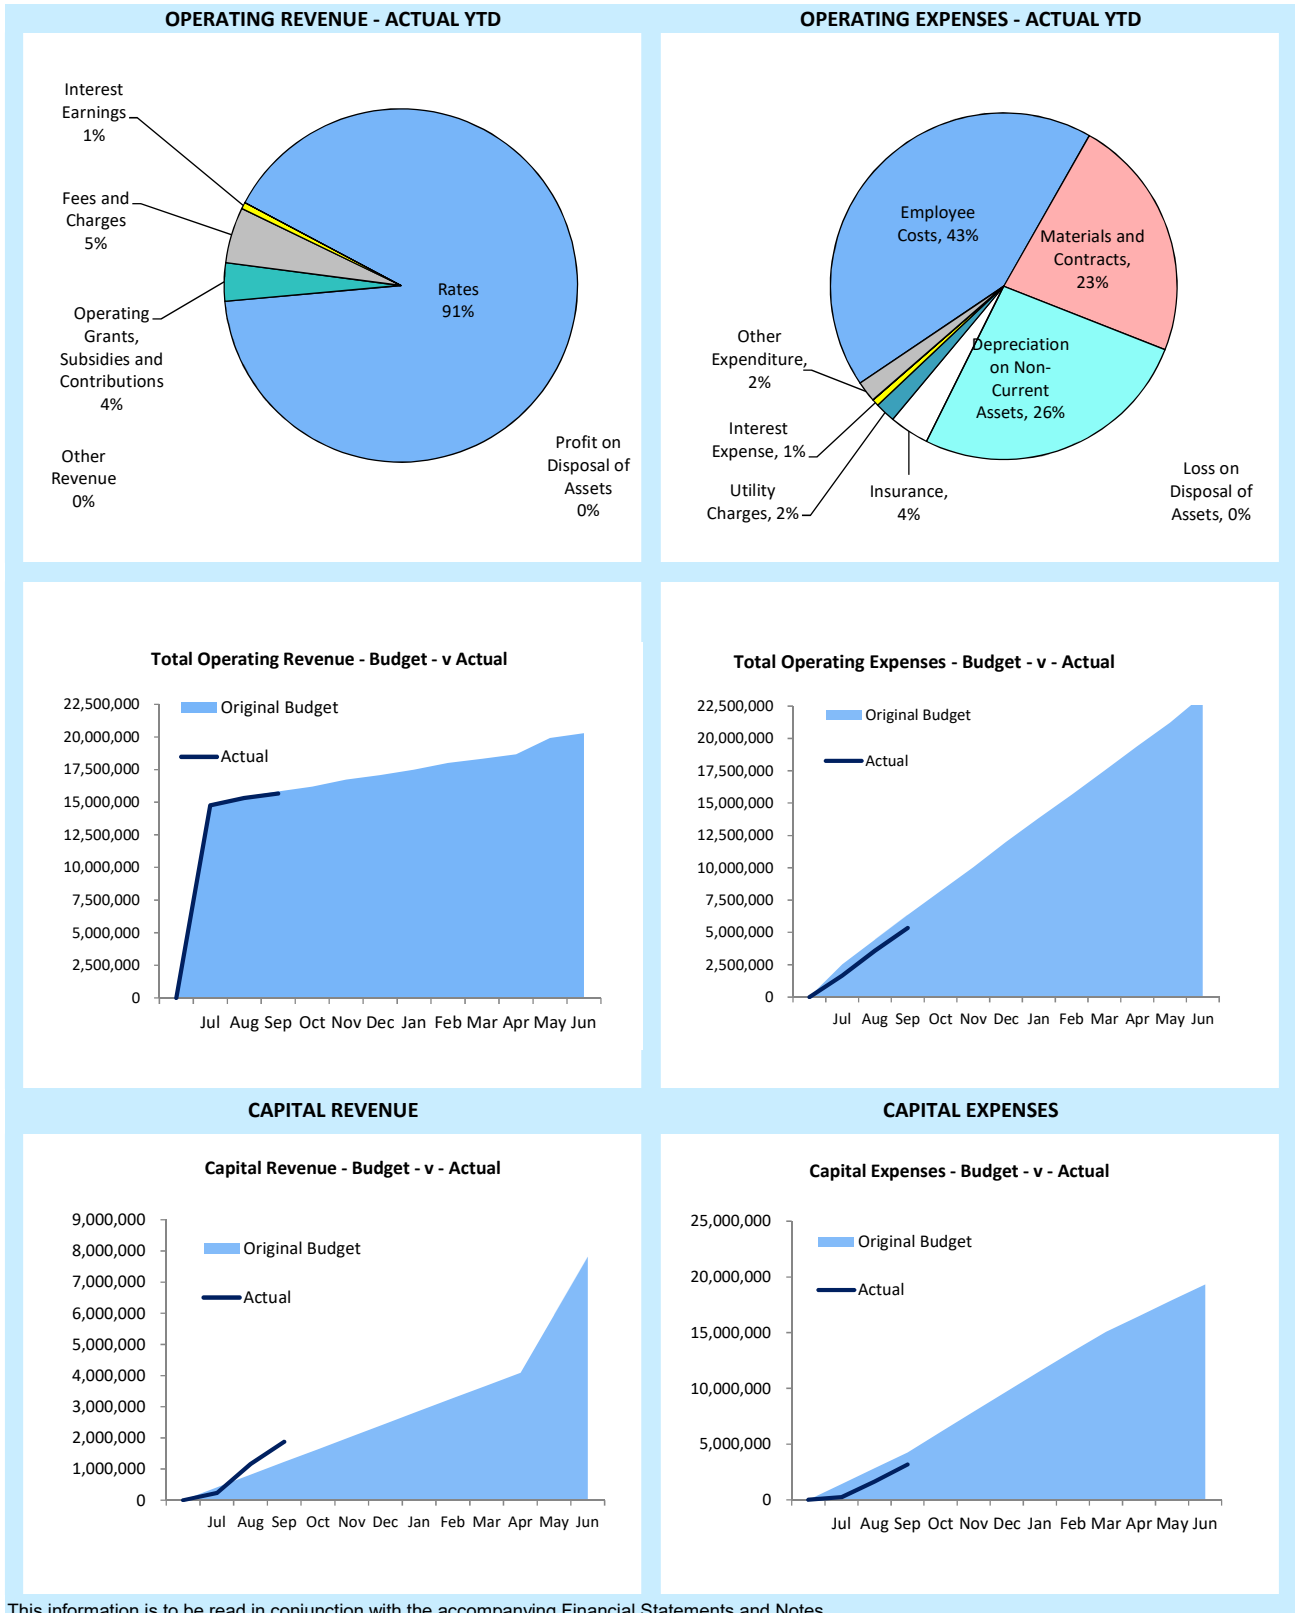 OPERATING REVENUE - ACTUAL YTD
Interest
Earnings
1%
Fees and
Charges
5%
Operating
Grants,
Subsidies and
Contributions
4%
Other
Revenue
0%
Rates
91%
Profit on
Disposal of
Assets
0%
OPERATING EXPENSES - ACTUAL YTD
Employee
Costs, 43%
Materials and
Contracts,
23%
Depreciation
on Non-
Current
Assets, 26%
Other
Expenditure,
2%
Interest
Expense, 1%
Utility
Charges, 2%
Insurance,
4%
Loss on
Disposal of
Assets, 0%
Total Operating Revenue - Budget - v Actual
22,500,000
20,000,000
17,500,000
15,000,000
12,500,000
10,000,000
7,500,000
5,000,000
2,500,000
0
Original Budget
Actual
Jul Aug Sep Oct Nov Dec Jan Feb Mar Apr May Jun
Total Operating Expenses - Budget - v - Actual
22,500,000
20,000,000
17,500,000
15,000,000
12,500,000
10,000,000
7,500,000
5,000,000
2,500,000
0
Original Budget
Actual
Jul Aug Sep Oct Nov Dec Jan Feb Mar Apr May Jun
CAPITAL REVENUE
Capital Revenue - Budget - v - Actual
9,000,000
8,000,000
7,000,000
6,000,000
5,000,000
4,000,000
3,000,000
2,000,000
1,000,000
0
Original Budget
Actual
Jul Aug Sep Oct Nov Dec Jan Feb Mar Apr May Jun
CAPITAL EXPENSES
Capital Expenses - Budget - v - Actual
25,000,000
20,000,000
15,000,000
10,000,000
5,000,000
0
Original Budget
Actual
Jul Aug Sep Oct Nov Dec Jan Feb Mar Apr May Jun
This information is to be read in conjunction with the accompanying Financial Statements and Notes